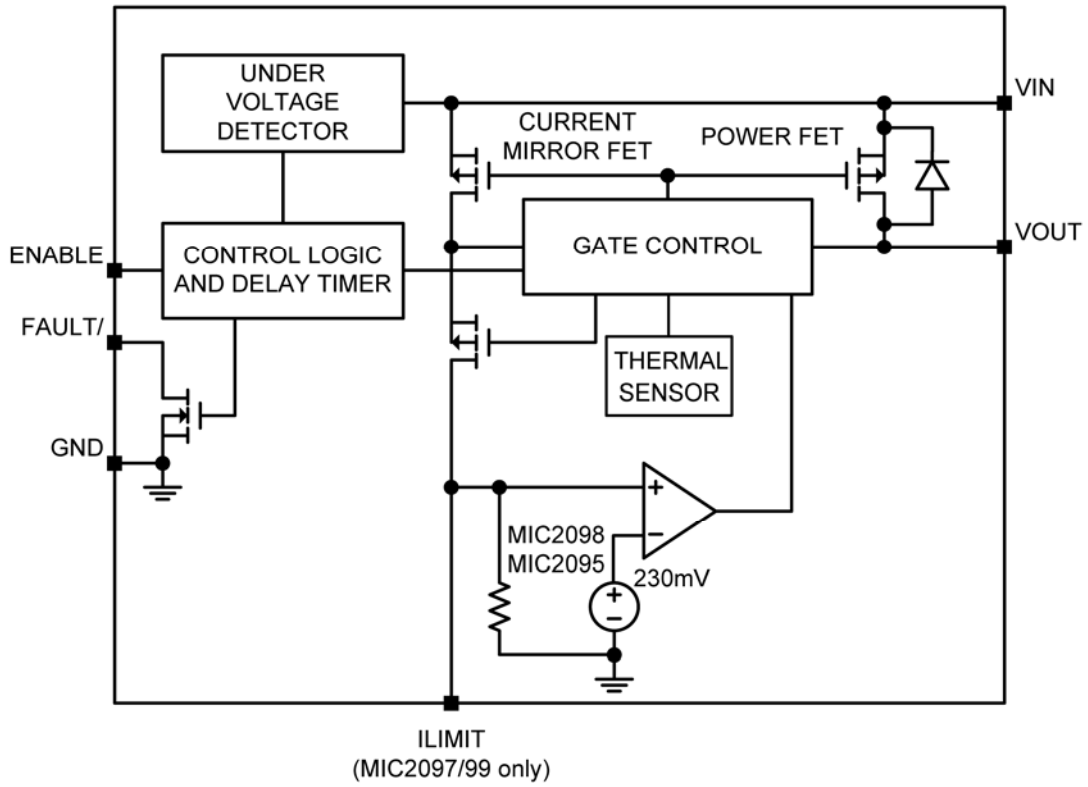 UNDER
VOLTAGE
DETECTOR
VIN
CURRENT
MIRROR FET
POWER FET
ENABLE
CONTROL LOGIC
AND DELAY TIMER
GATE CONTROL
VOUT
FAULT/
THERMAL
SENSOR
GND
+
−
MIC2098
MIC2095
230mV
+
−
ILIMIT
(MIC2097/99 only)